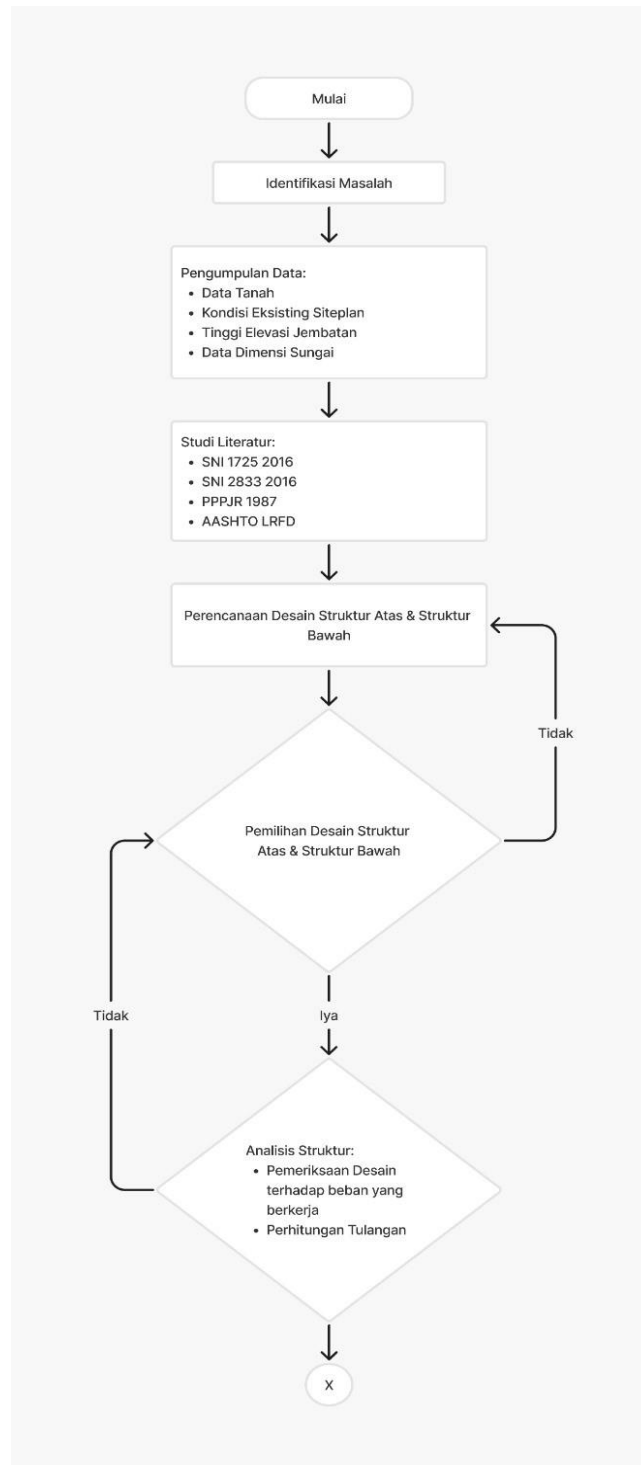 Mulai
Identifikasi Masalah
Pengumpulan Data:
• Data Tanah
• Kondisi Eksisting Siteplan
• Tinggi Elevasi Jembatan
• Data Dimensi Sungai
Studi Literatur:
• SNI 1725 2016
• SNI 2833 2016
• PPPJR 1987
• AASHTO LRFD
Perencanaan Desain Struktur Atas & Struktur
Bawah
Tidak
Pemilihan Desain Struktur
Atas & Struktur Bawah
Tidak
Iya
Analisis Struktur:
• Pemeriksaan Desain
terhadap beban yang
berkerja
• Perhitungan Tulangan
X